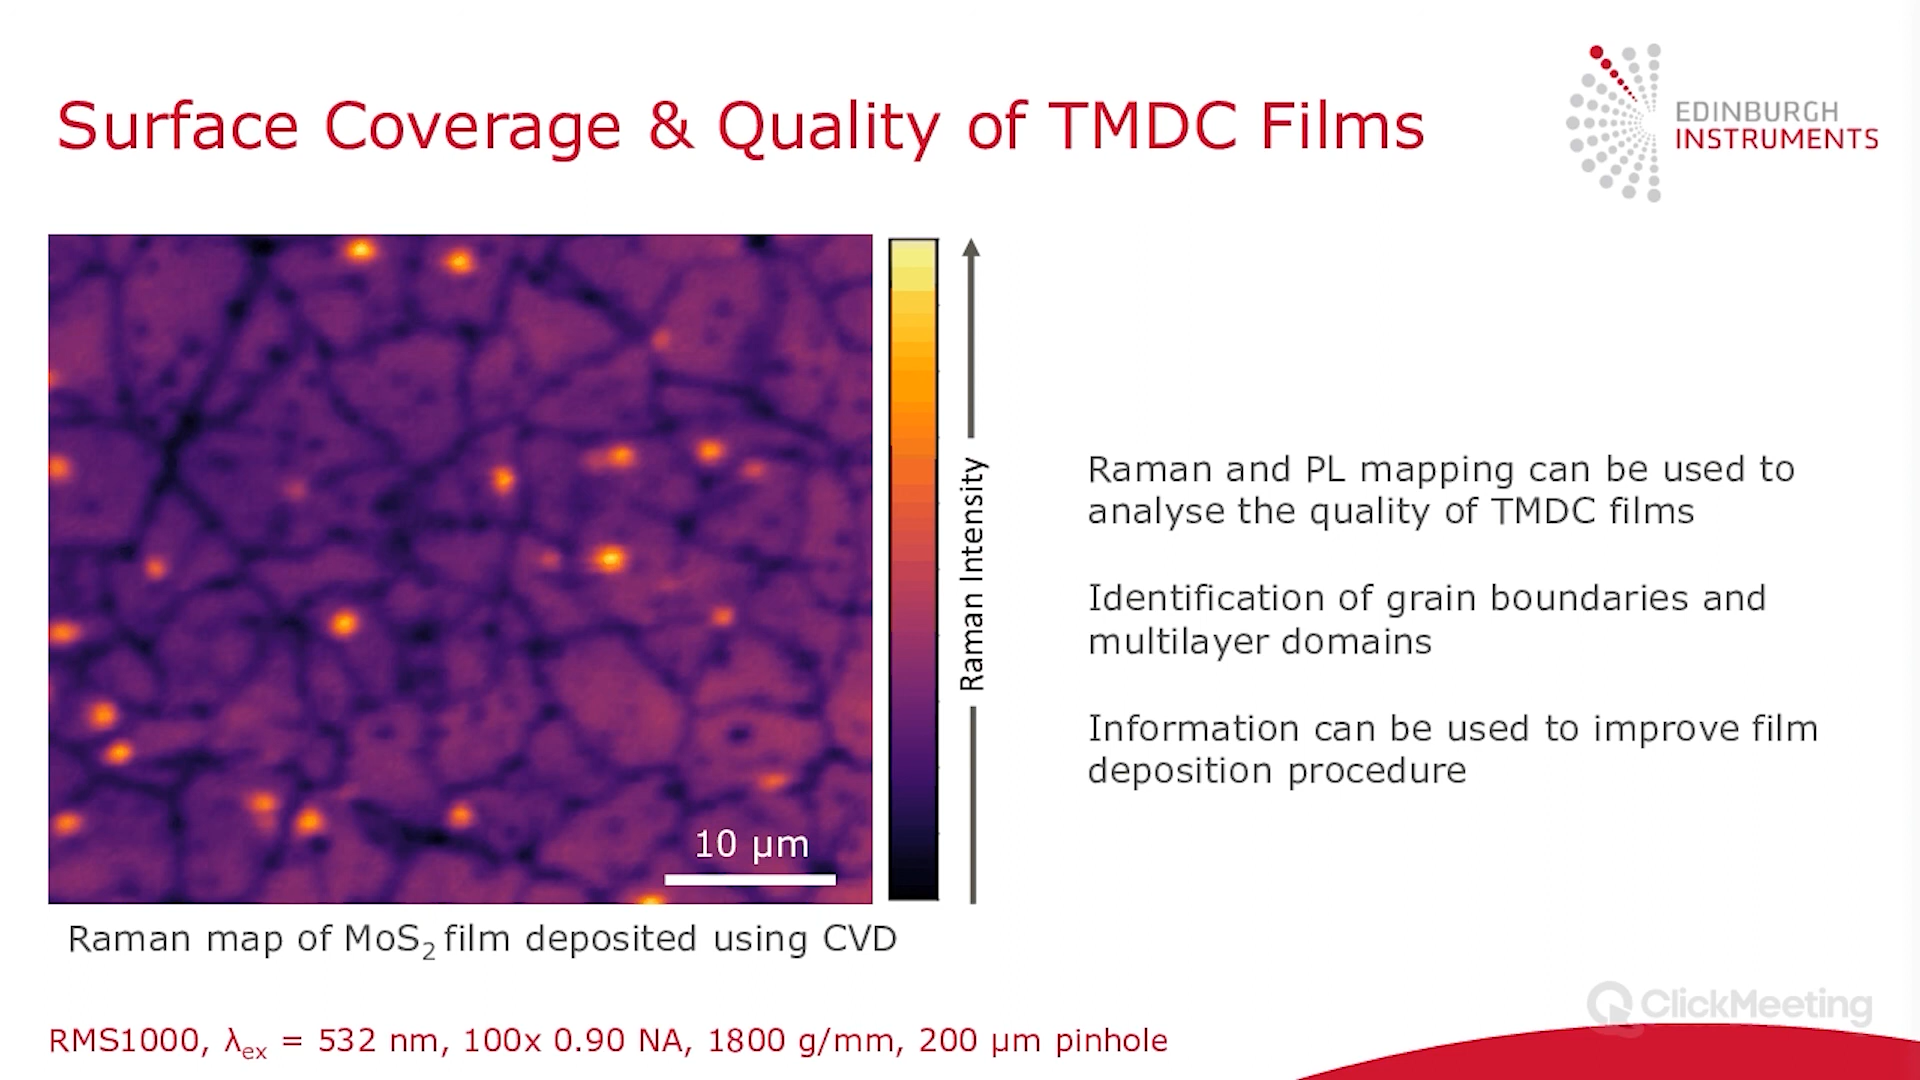 Surface Coverage & Quality of TMDC Films
EDINBURGH
INSTRUMENTS
10 µm
Raman Intensity
Raman and PL mapping can be used to
analyse the quality of TMDC films
Identification of grain boundaries and
multilayer domains
Information can be used to improve film
deposition procedure
Raman map of MoS₂ film deposited using CVD
ClickMeeting
RMS1000, λex = 532 nm, 100x 0.90 NA, 1800 g/mm, 200 µm pinhole